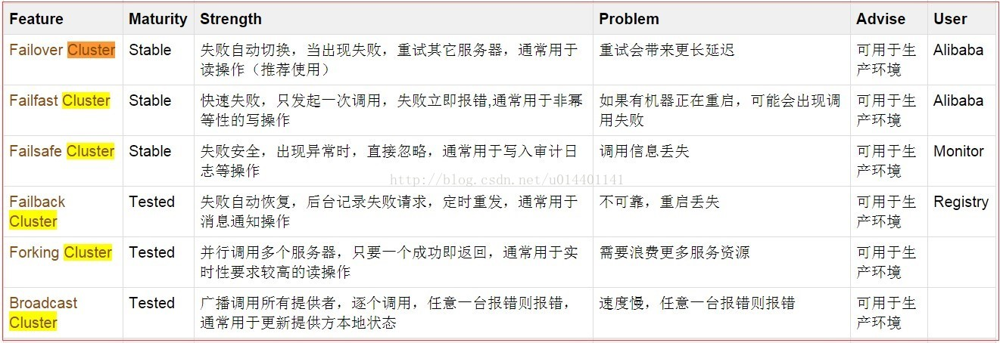 Feature Maturity Strength Problem Advise User
Failover Cluster Stable 失败自动切换，当出现失败，重试其它服务器，通常用于 重试会带来更长延迟 可用于生 Alibaba
读操作（推荐使用） 产环境
Failfast Cluster Stable 快速失败，只发起一次调用，失败立即报错,通常用于非幂 如果有机器正在重启，可能会出现调 可用于生 Alibaba
等性的写操作 用失败 产环境
Failsafe Cluster Stable 失败安全，出现异常时，直接忽略，通常用于写入审计日 调用信息丢失 可用于生 Monitor
志等操作 产环境
http://blog.csdn.net/u014401141
Failback Tested 失败自动恢复，后台记录失败请求，定时重发，通常用于 不可靠，重启丢失 可用于生 Registry
Cluster 消息通知操作 产环境
Forking Cluster Tested 并行调用多个服务器，只要一个成功即返回，通常用于实 需要浪费更多服务资源 可用于生
时性要求较高的读操作 产环境
Broadcast Tested 广播调用所有提供者，逐个调用，任意一台报错则报错， 速度慢，任意一台报错则报错 可用于生
Cluster 通常用于更新提供方本地状态 产环境